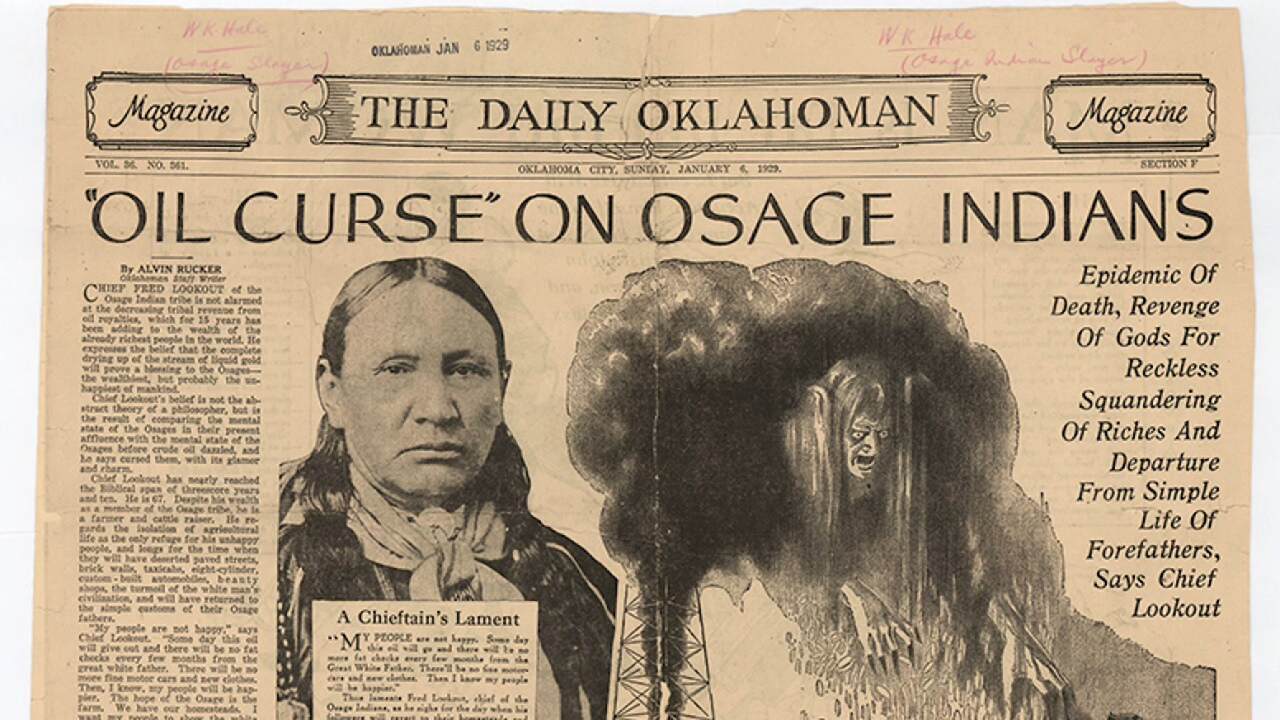 W K Hale
(Osage Slayer)
OKLAHOMAN JAN 6 1929
W K Hale
(Osage Indian Slayer)
Magazine
THE DAILY OKLAHOMAN
Magazine
VOL. 36. NO. 361.
OKLAHOMA CITY, SUNDAY, JANUARY 6, 1929.
SECTION F
"OIL CURSE" ON OSAGE INDIANS
By ALVIN RUCKER
Oklahoman Staff Writer
CHIEF FRED LOOKOUT of the
Osage Indian tribe is not alarmed
at the decreasing tribal revenue from
oil royalties, which for 15 years has
been adding to the wealth of the
already richest people in the world. He
expresses the belief that the complete
drying up of the stream of liquid gold
will prove a blessing to the Osages—
the wealthiest, but probably the un-
happiest of mankind.
Chief Lookout's belief is not the ab-
struct theory of a philosopher, but is
the result of comparing the mental
state of the Osages in their present
affluence with the mental state of the
Osages before crude oil dazzled, and
he says cursed them, with its glamor
and charm.
Chief Lookout has nearly reached
the Biblical span of threescore years
and ten. He is 67. Despite his wealth
as a member of the Osage tribe, he is
a farmer and cattle raiser. He re-
gards the isolation of agricultural
life as the only refuge for his unhappy
people, and longs for the time when
they will have deserted paved streets,
brick walls, taxicabs, eight-cylinder,
custom-built automobiles, beauty
shops, the turmoil of the white man's
civilization, and will have returned to
the simple customs of their Osage
fathers.
"My people are not happy," says
Chief Lookout. "Some day this oil
will give out and there will be no fat
checks every few months from the
great white father. There will be no
more fine motor cars and new clothes.
Then, I know, my people will be hap-
pier. The hope of the Osage is the
farm. We have our homesteads. I
want my people to show the white
A Chieftain's Lament
"MY PEOPLE are not happy. Some day
this oil will go and there will be no
more fat checks every few months from the
Great White Father. There'll be no fine motor-
cars and new clothes. Then I know my people
will be happier."
Thus laments Fred Lookout, chief of the
Osage Indians, as he sighs for the day when his
followers will revert to their homesteads and
Epidemic Of
Death, Revenge
Of Gods For
Reckless
Squandering
Of Riches And
Departure
From Simple
Life Of
Forefathers,
Says Chief
Lookout